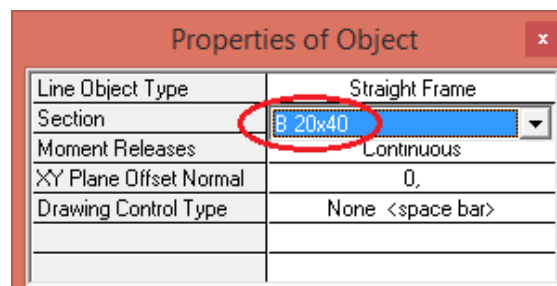 Properties of Object
x
Line Object Type Straight Frame
Section B 20x40
Moment Releases Continuous
XY Plane Offset Normal 0,
Drawing Control Type None <space bar>